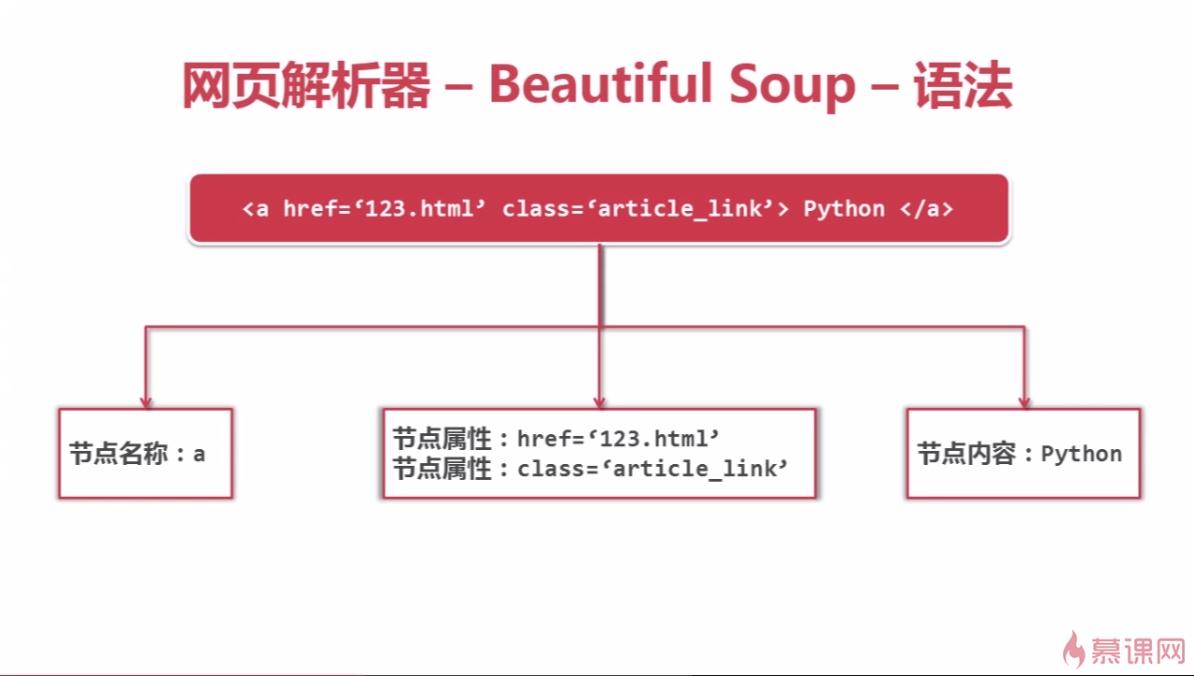 网页解析器 – Beautiful Soup – 语法
<a href=‘123.html’ class=‘article_link’> Python </a>
节点名称：a
节点属性：href=‘123.html’
节点属性：class=‘article_link’
节点内容：Python
慕课网